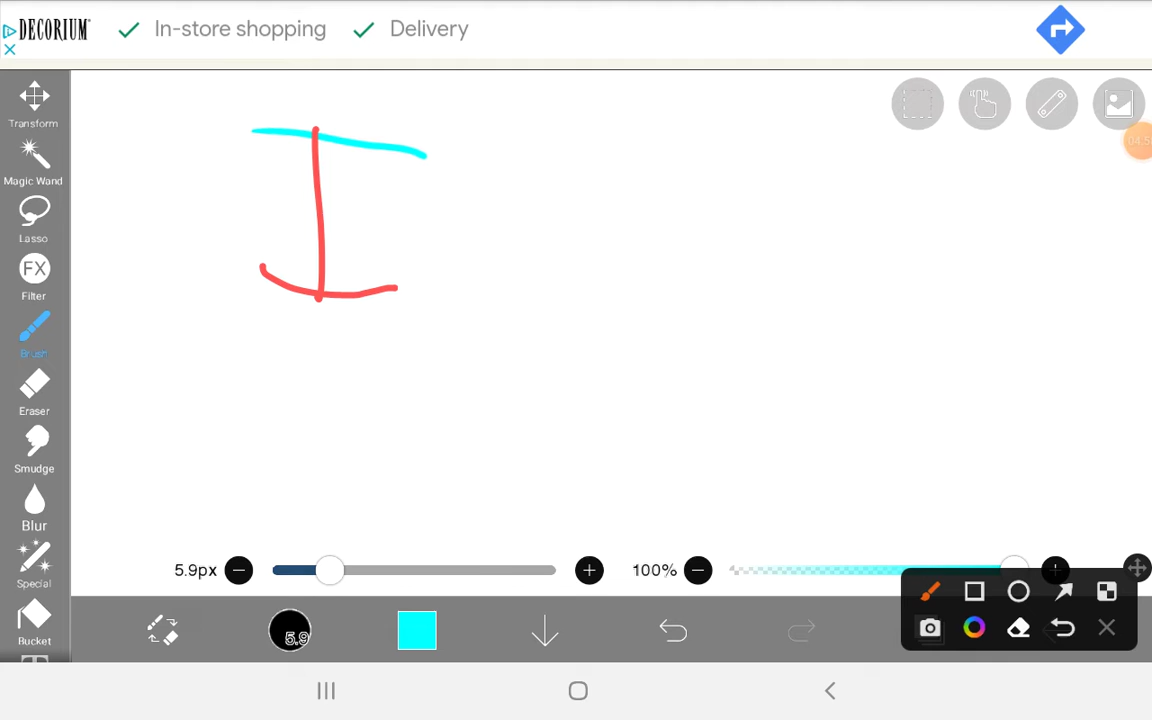 DECORIUM
In-store shopping
Delivery
Transform
Magic Wand
Lasso
FX
Filter
Brush
Eraser
Smudge
Blur
Special
Bucket
I
5.9px
100%
5.9